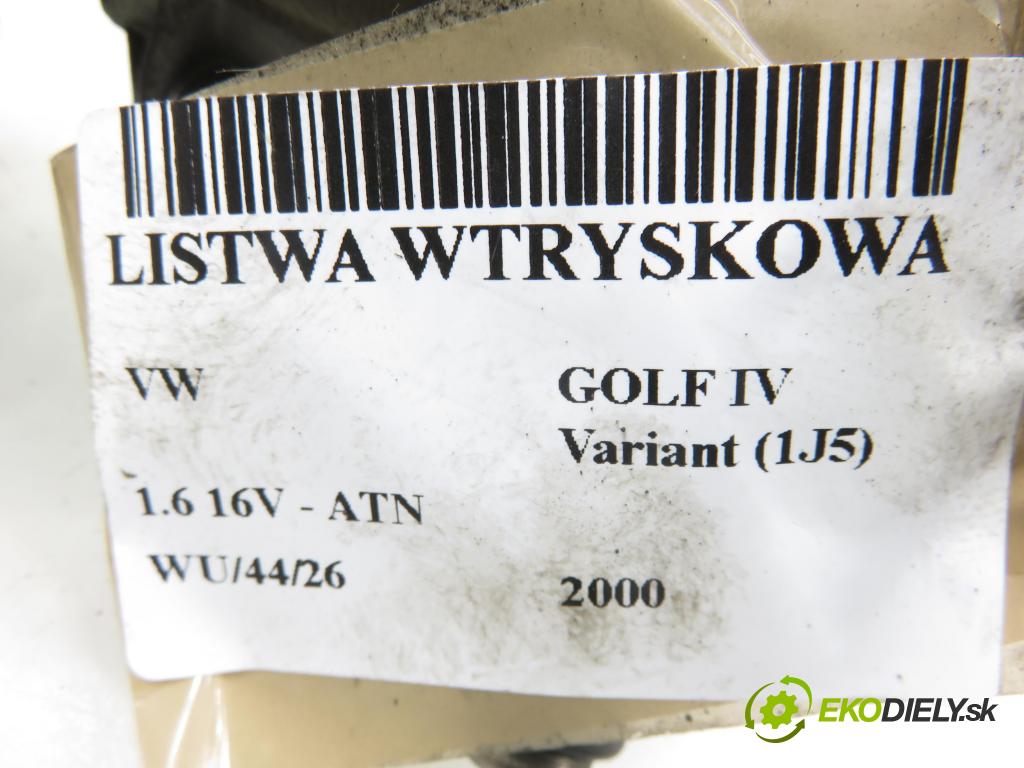 LISTWA WTRYSKOWA
VW
GOLF IV
Variant (1J5)
1.6 16V - ATN
WU/44/26
2000
EKODIELY.sk